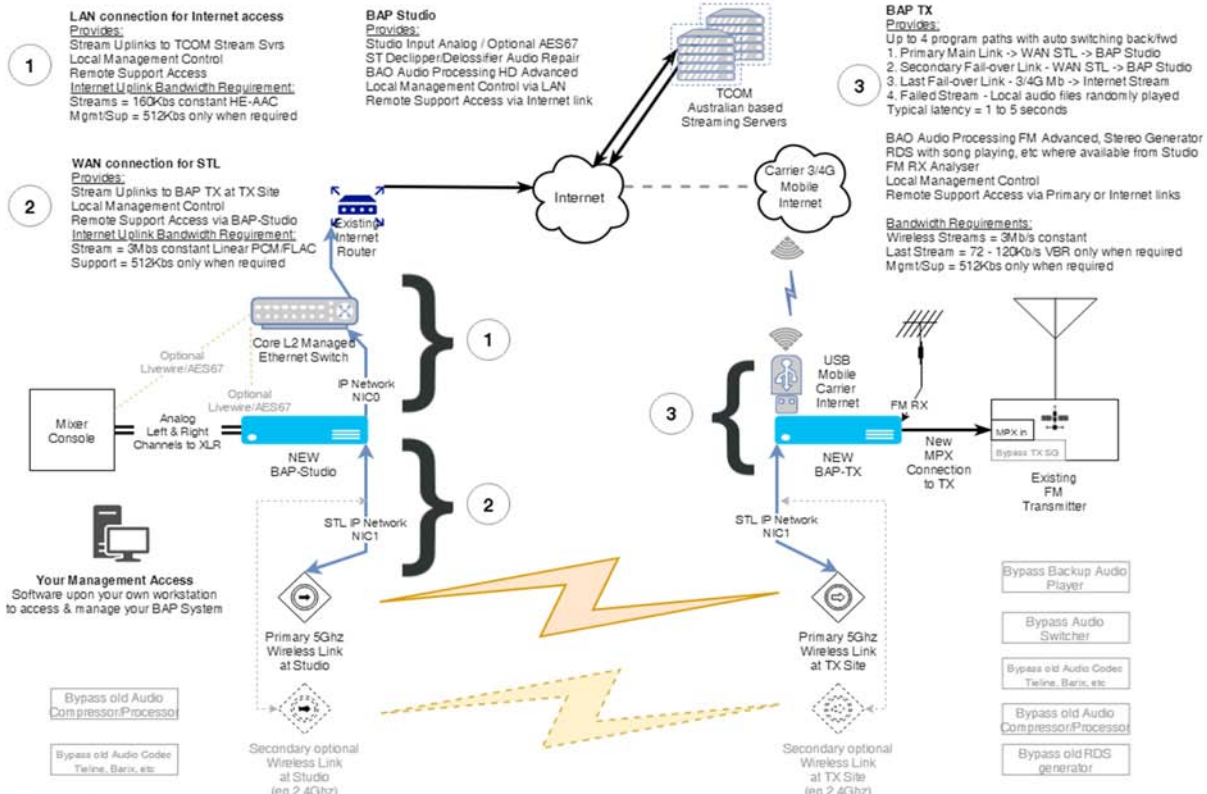 LAN connection for Internet access
Provides:
Stream Uplinks to TCOM Stream Svrs
Local Management Control
Remote Support Access
Internet Uplink Bandwidth Requirement:
Streams = 160Kbs constant HE-AAC
Mgmt/Sup = 512Kbs only when required
1
BAP Studio
Provides:
Studio Input Analog / Optional AES67
ST Declipper/Delossifier Audio Repair
BAO Audio Processing HD Advanced
Local Management Control via LAN
Remote Support Access via Internet link
TCOM
Australian based
Streaming Servers
BAP TX
Provides:
Up to 4 program paths with auto switching back/fwd
1. Primary Main Link -> WAN STL -> BAP Studio
2. Secondary Fail-over Link - WAN STL -> BAP Studio
3. Last Fail-over Link - 3/4G Mb -> Internet Stream
4. Failed Stream - Local audio files randomly played
Typical latency = 1 to 5 seconds
3
BAO Audio Processing FM Advanced, Stereo Generator
RDS with song playing, etc where available from Studio
FM RX Analyser
Local Management Control
Remote Support Access via Primary or Internet links
Bandwidth Requirements:
Wireless Streams = 3Mb/s constant
Last Stream = 72 - 120Kb/s VBR only when required
Mgmt/Sup = 512Kbs only when required
WAN connection for STL
Provides:
Stream Uplinks to BAP TX at TX Site
Local Management Control
Remote Support Access via BAP-Studio
Internet Uplink Bandwidth Requirement:
Stream = 3Mbs constant Linear PCM/FLAC
Support = 512Kbs only when required
2
Existing
Internet
Router
Internet
Carrier 3/4G
Mobile
Internet
Core L2 Managed
Ethernet Switch
1
Optional
Livewire/AES67
Optional
Livewire/AES67
IP Network
NIC0
Mixer
Console
Analog
Left & Right
Channels to XLR
NEW
BAP-Studio
2
STL IP Network
NIC1
Your Management Access
Software upon your own workstation
to access & manage your BAP System
Primary 5Ghz
Wireless Link
at Studio
Secondary optional
Wireless Link
at Studio
(eg 2.4Ghz)
Bypass old Audio
Compressor/Processor
Bypass old Audio Codec
Tieline, Barix, etc
USB
Mobile
Carrier
Internet
3
FM RX
NEW
BAP-TX
New
MPX
Connection
to TX
MPX in
Bypass TX SG
Existing
FM
Transmitter
STL IP Network
NIC1
Primary 5Ghz
Wireless Link
at TX Site
Secondary optional
Wireless Link
at TX Site
(eg 2.4Ghz)
Bypass Backup Audio
Player
Bypass Audio
Switcher
Bypass old Audio Codec
Tieline, Barix, etc
Bypass old Audio
Compressor/Processor
Bypass old RDS
generator